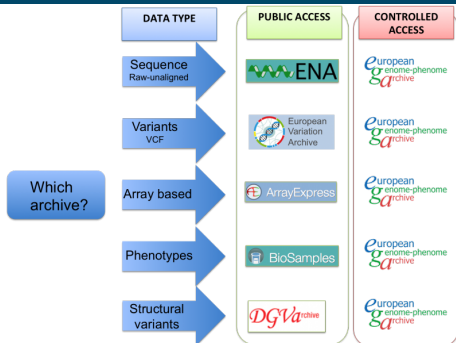 DATA TYPE
PUBLIC ACCESS
CONTROLLED
ACCESS
Which
archive?
Sequence
Raw-unaligned
ENA
european
genome-phenome
archive
Variants
VCF
European
Variation
Archive
european
genome-phenome
archive
Array based
ArrayExpress
european
genome-phenome
archive
Phenotypes
BioSamples
european
genome-phenome
archive
Structural
variants
DGVarchive
european
genome-phenome
archive